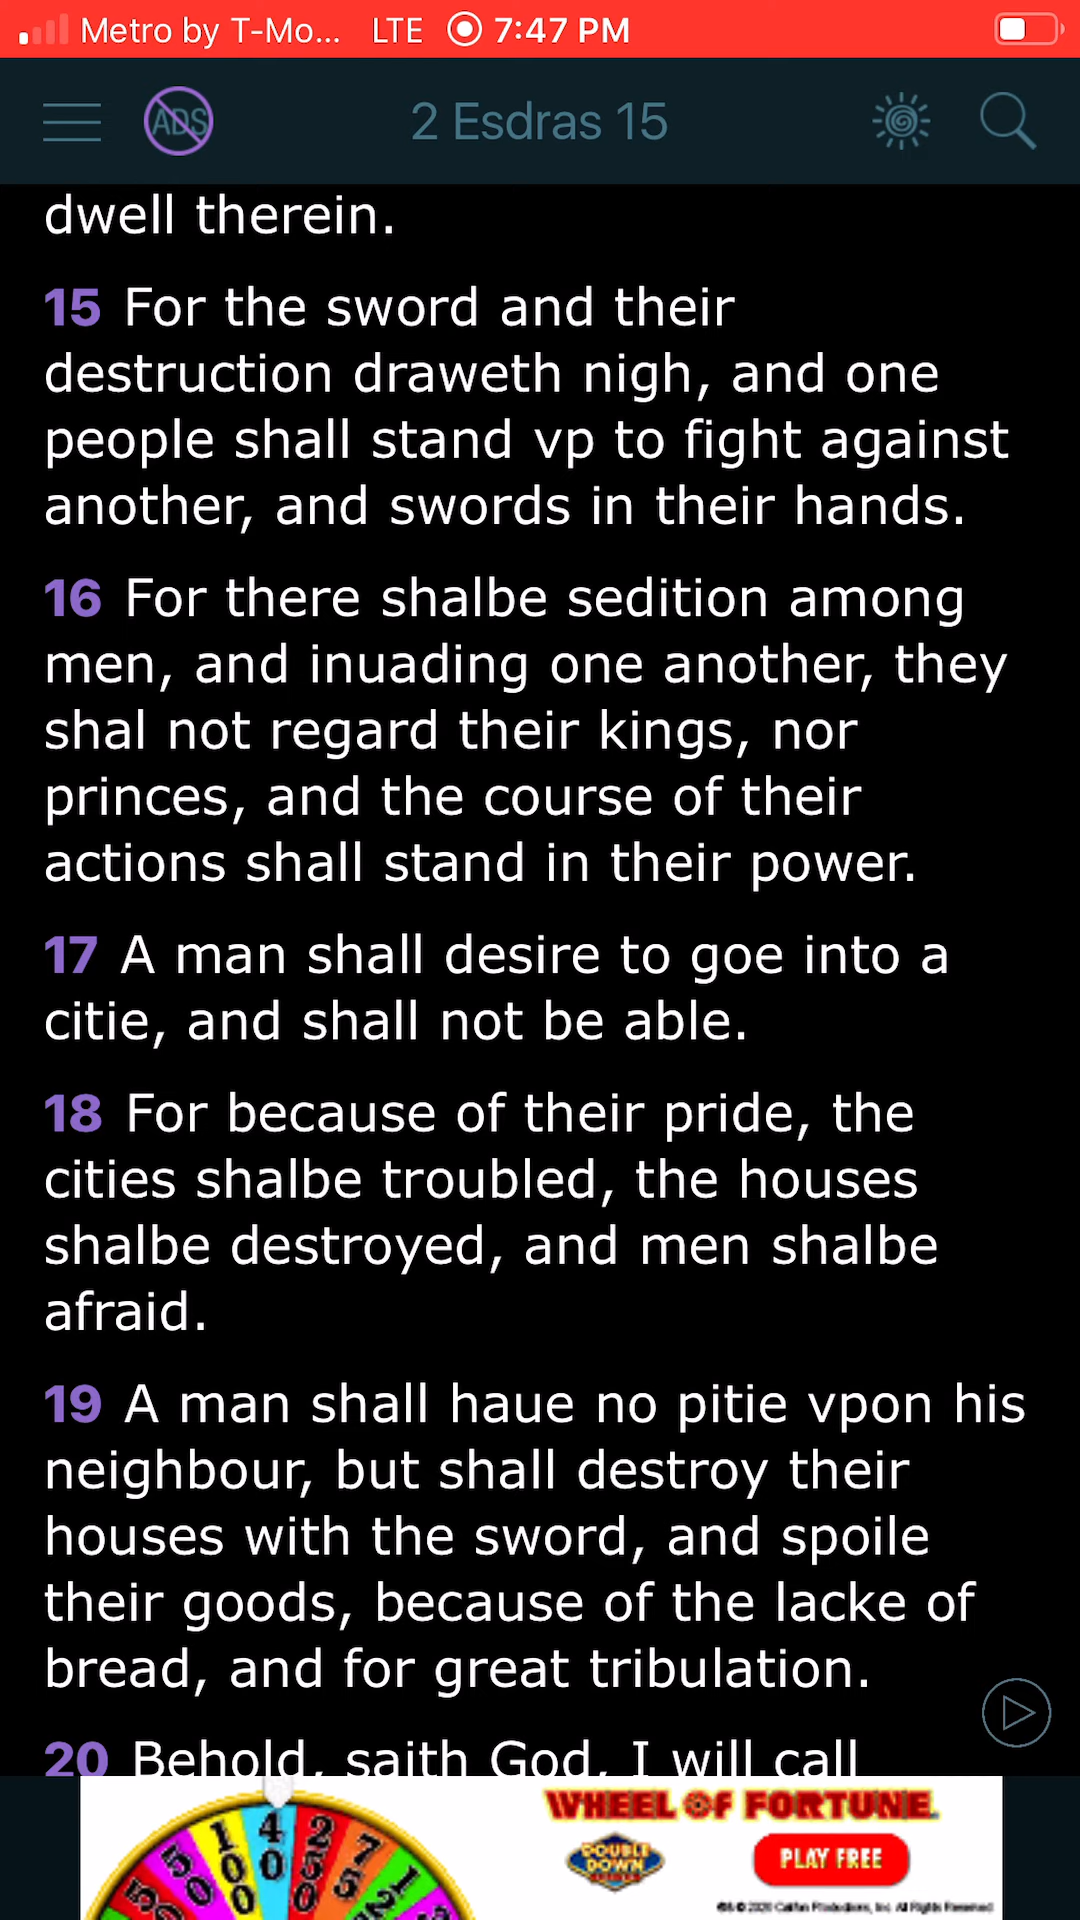 Metro by T-Mo... LTE 7:47 PM
ADS 2 Esdras 15
dwell therein.
15 For the sword and their
destruction draweth nigh, and one
people shall stand vp to fight against
another, and swords in their hands.
16 For there shalbe sedition among
men, and inuading one another, they
shal not regard their kings, nor
princes, and the course of their
actions shall stand in their power.
17 A man shall desire to goe into a
citie, and shall not be able.
18 For because of their pride, the
cities shalbe troubled, the houses
shalbe destroyed, and men shalbe
afraid.
19 A man shall haue no pitie vpon his
neighbour, but shall destroy their
houses with the sword, and spoile
their goods, because of the lacke of
bread, and for great tribulation.
20 Behold, saith God, I will call
WHEEL OF FORTUNE
DOUBLE
DOWN
PLAY FREE
50 100 40 250 75